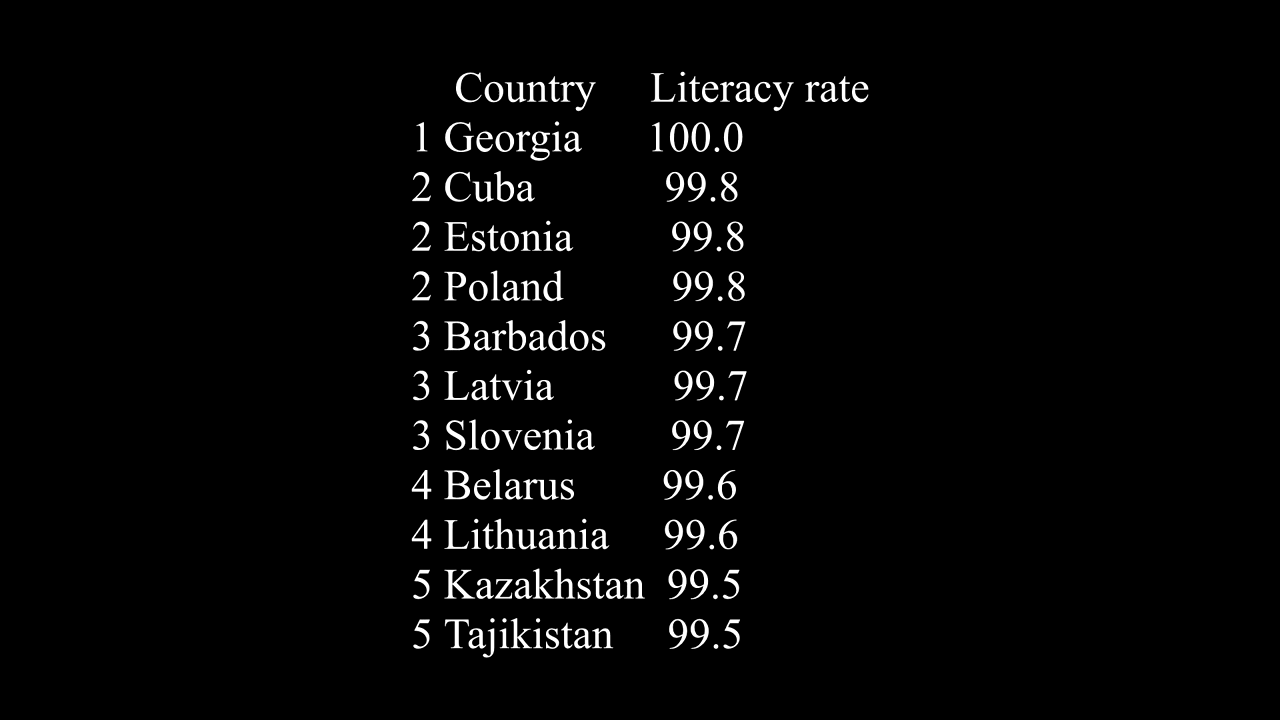 Country Literacy rate
1 Georgia 100.0
2 Cuba 99.8
2 Estonia 99.8
2 Poland 99.8
3 Barbados 99.7
3 Latvia 99.7
3 Slovenia 99.7
4 Belarus 99.6
4 Lithuania 99.6
5 Kazakhstan 99.5
5 Tajikistan 99.5